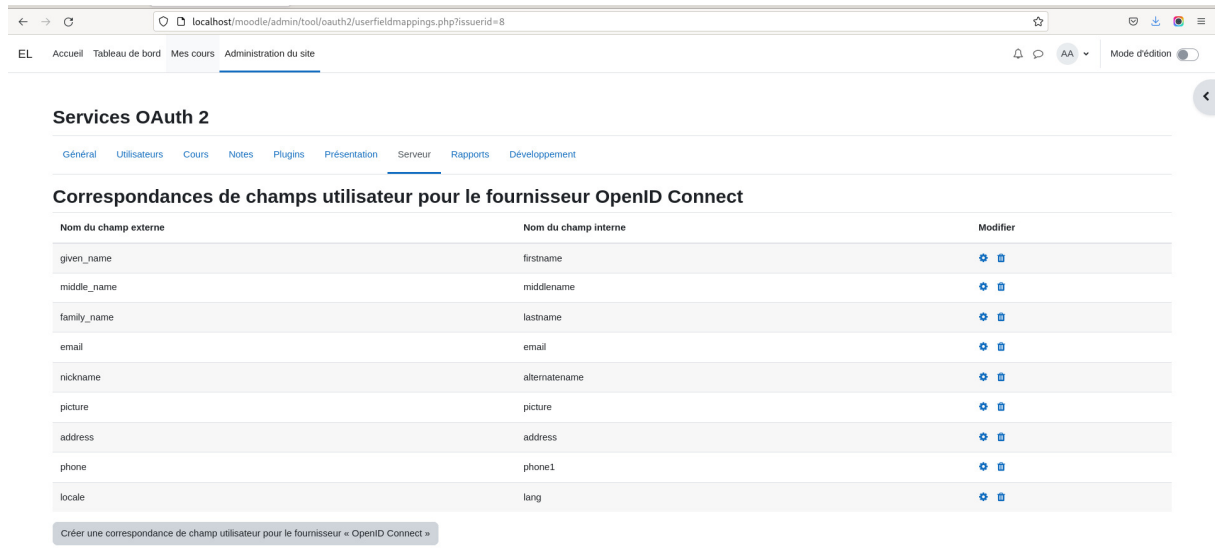 localhost/moodle/admin/tool/oauth2/userfieldmappings.php?issuerid=8
EL Accueil Tableau de bord Mes cours Administration du site AA Mode d'édition
Services OAuth 2
Général Utilisateurs Cours Notes Plugins Présentation Serveur Rapports Développement
Correspondances de champs utilisateur pour le fournisseur OpenID Connect
Nom du champ externe Nom du champ interne Modifier
given_name firstname
middle_name middlename
family_name lastname
email email
nickname alternatename
picture picture
address address
phone phone1
locale lang
Créer une correspondance de champ utilisateur pour le fournisseur « OpenID Connect »